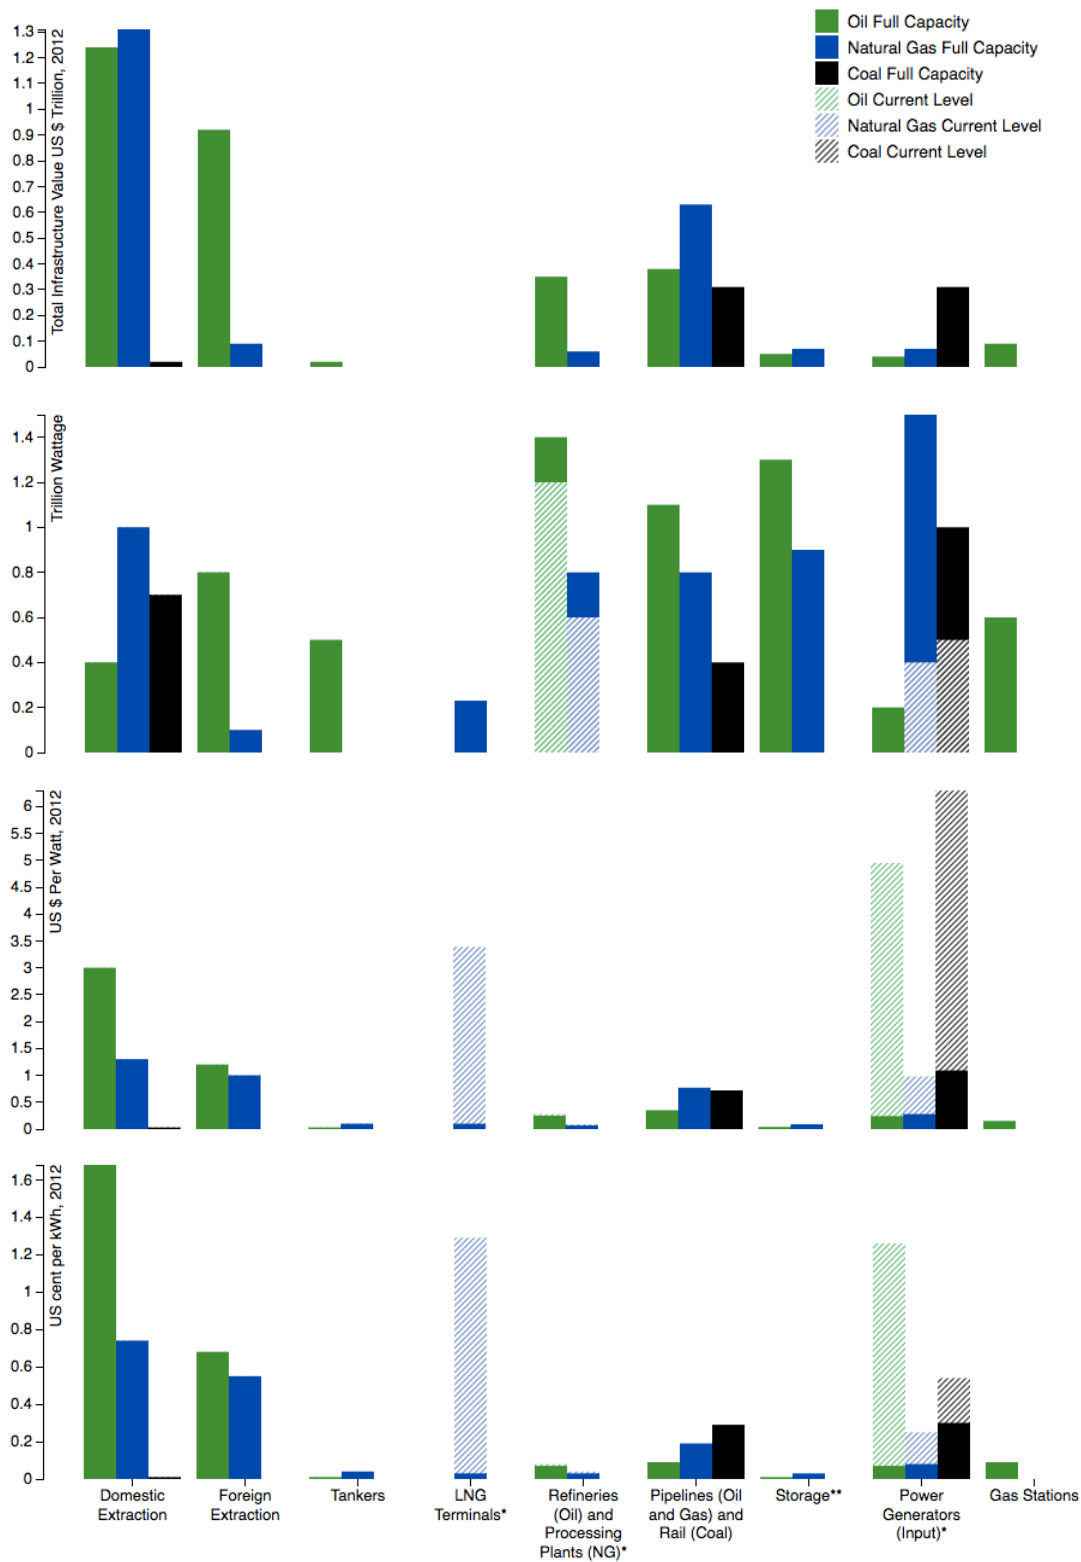 Oil Full Capacity
Natural Gas Full Capacity
Coal Full Capacity
Oil Current Level
Natural Gas Current Level
Coal Current Level
Total Infrastructure Value US $ Trillion, 2012
1.3
1.2
1.1
1
0.9
0.8
0.7
0.6
0.5
0.4
0.3
0.2
0.1
0
Trillion Wattage
1.4
1.2
1
0.8
0.6
0.4
0.2
0
US $ Per Watt, 2012
6
5.5
5
4.5
4
3.5
3
2.5
2
1.5
1
0.5
0
US cent per kWh, 2012
1.6
1.4
1.2
1
0.8
0.6
0.4
0.2
0
Domestic
Extraction
Foreign
Extraction
Tankers
LNG
Terminals*
Refineries
(Oil) and
Processing
Plants (NG)*
Pipelines (Oil
and Gas) and
Rail (Coal)
Storage**
Power
Generators
(Input)*
Gas Stations